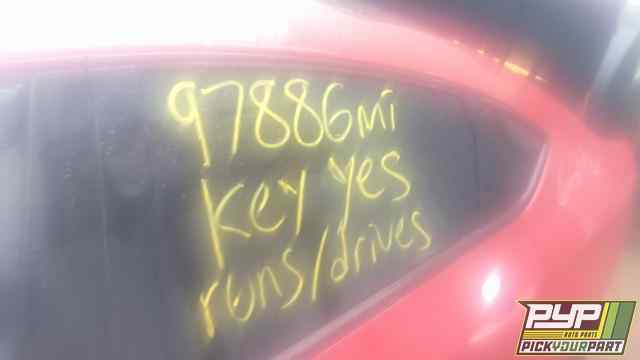 97886mi
Key yes
runs/drives
PYP
AUTO PARTS
PICKYOURPART